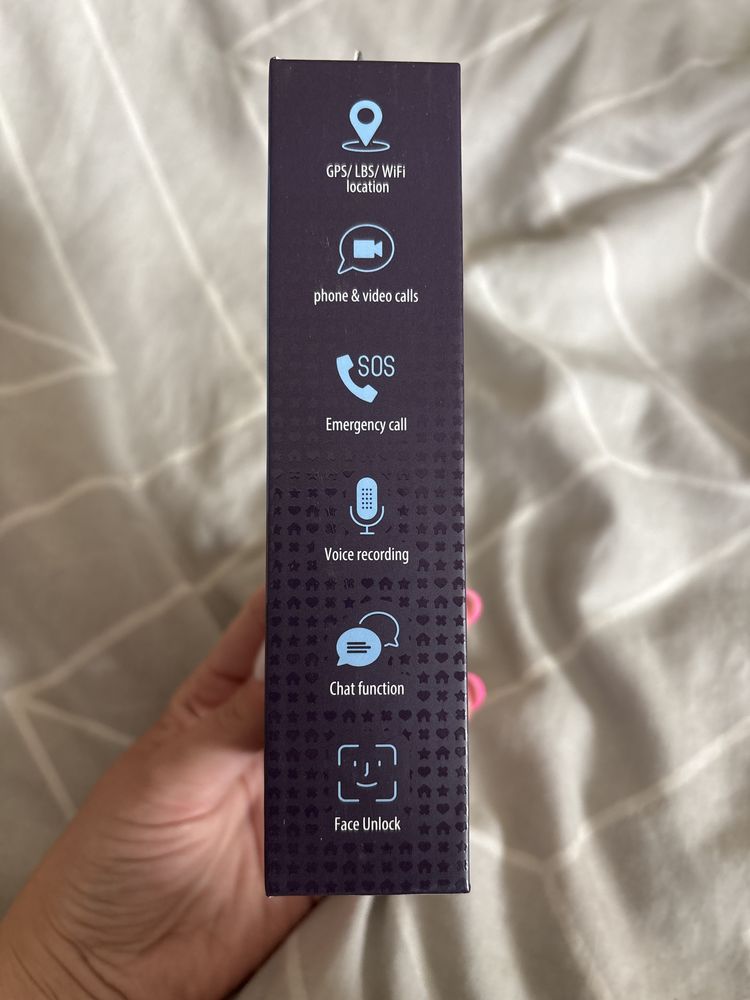 GPS/ LBS/ WiFi
location
phone & video calls
SOS
Emergency call
Voice recording
Chat function
Face Unlock